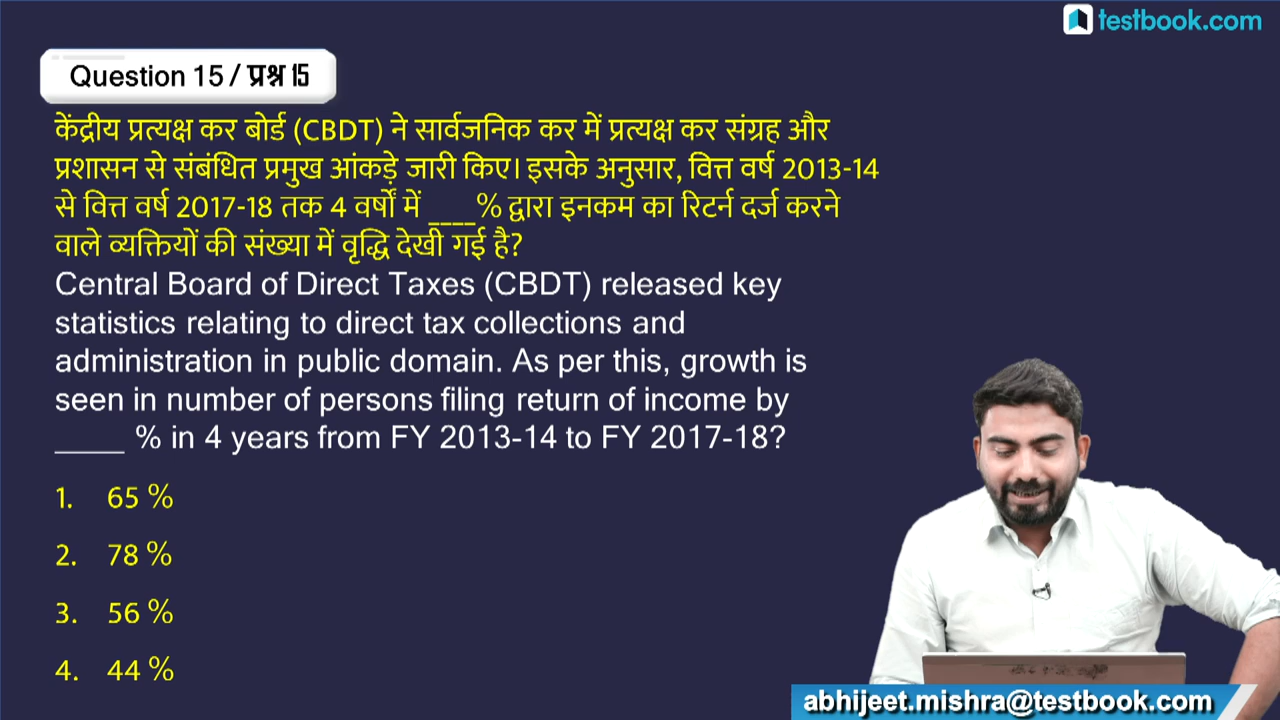 testbook.com
Question 15 / प्रश्न 15
केंद्रीय प्रत्यक्ष कर बोर्ड (CBDT) ने सार्वजनिक कर में प्रत्यक्ष कर संग्रह और
प्रशासन से संबंधित प्रमुख आंकड़े जारी किए। इसके अनुसार, वित्त वर्ष 2013-14
से वित्त वर्ष 2017-18 तक 4 वर्षों में ____% द्वारा इनकम का रिटर्न दर्ज करने
वाले व्यक्तियों की संख्या में वृद्धि देखी गई है?
Central Board of Direct Taxes (CBDT) released key
statistics relating to direct tax collections and
administration in public domain. As per this, growth is
seen in number of persons filing return of income by
____ % in 4 years from FY 2013-14 to FY 2017-18?
1. 65 %
2. 78 %
3. 56 %
4. 44 %
abhijeet.mishra@testbook.com